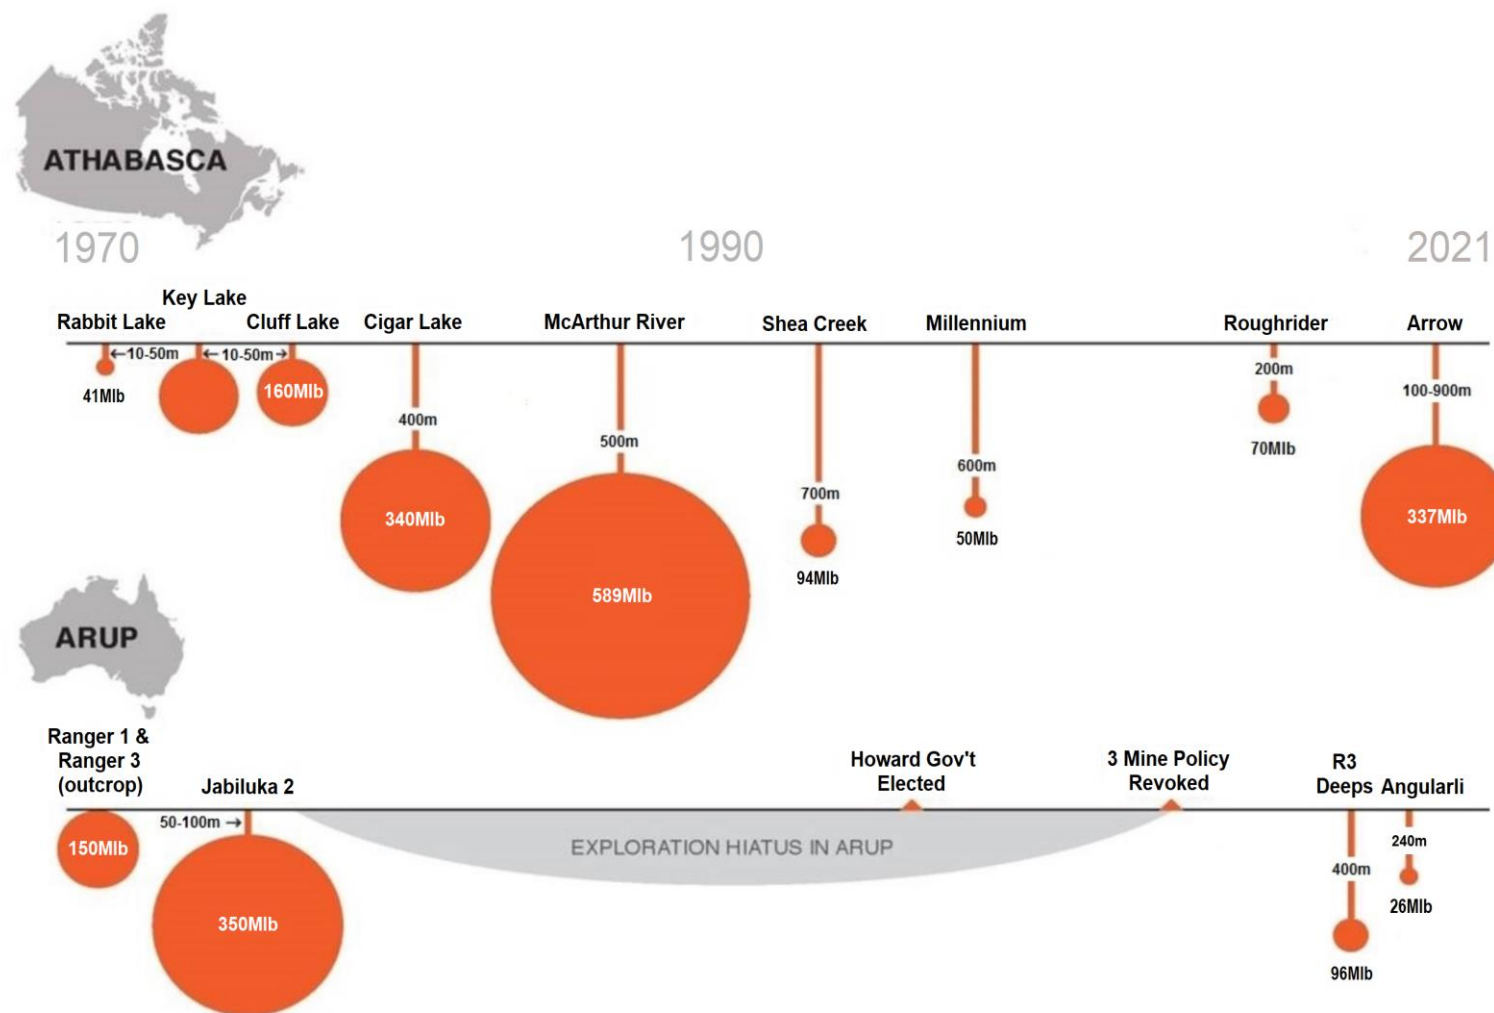 ATHABASCA
1970
1990
2021
Rabbit Lake
Key Lake
Cluff Lake
Cigar Lake
McArthur River
Shea Creek
Millennium
Roughrider
Arrow
←10-50m
←10-50m→
41Mlb
160Mlb
400m
340Mlb
500m
589Mlb
700m
94Mlb
600m
50Mlb
200m
70Mlb
100-900m
337Mlb
ARUP
Ranger 1 &
Ranger 3
(outcrop)
Jabiluka 2
Howard Gov't
Elected
3 Mine Policy
Revoked
R3
Deeps
Angularli
150Mlb
50-100m →
350Mlb
EXPLORATION HIATUS IN ARUP
400m
96Mlb
240m
26Mlb